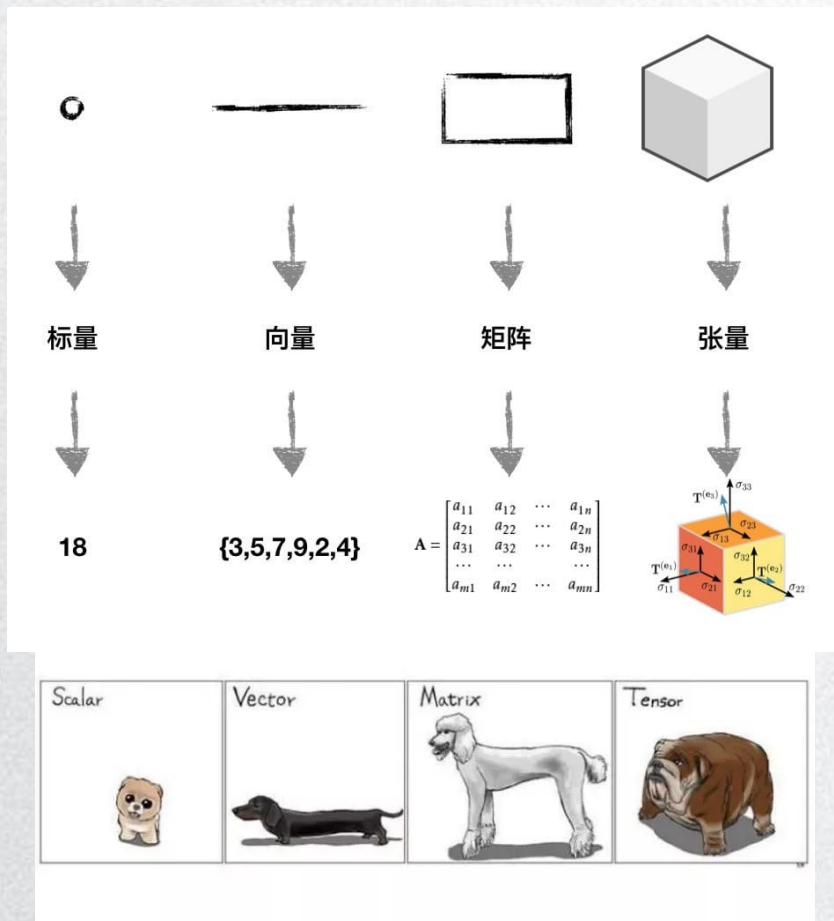 标量 向量 矩阵 张量
18 {3,5,7,9,2,4}
A =
a11 a12 ⋯ a1n
a21 a22 ⋯ a2n
a31 a32 ⋯ a3n
⋯ ⋯ ⋯
am1 am2 ⋯ amn
σ33
T(e3)
σ23
σ13
σ31 σ32
T(e1) T(e2)
σ11 σ21 σ12 σ22
Scalar Vector Matrix Tensor